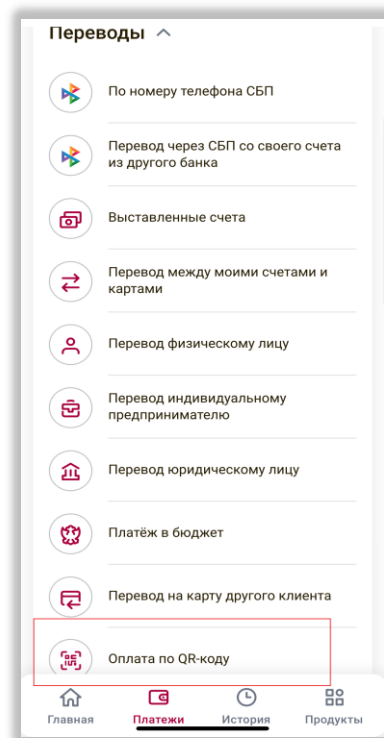 Переводы
По номеру телефона СБП
Перевод через СБП со своего счета
из другого банка
Выставленные счета
Перевод между моими счетами и
картами
Перевод физическому лицу
Перевод индивидуальному
предпринимателю
Перевод юридическому лицу
Платёж в бюджет
Перевод на карту другого клиента
Оплата по QR-коду
Главная Платежи История Продукты